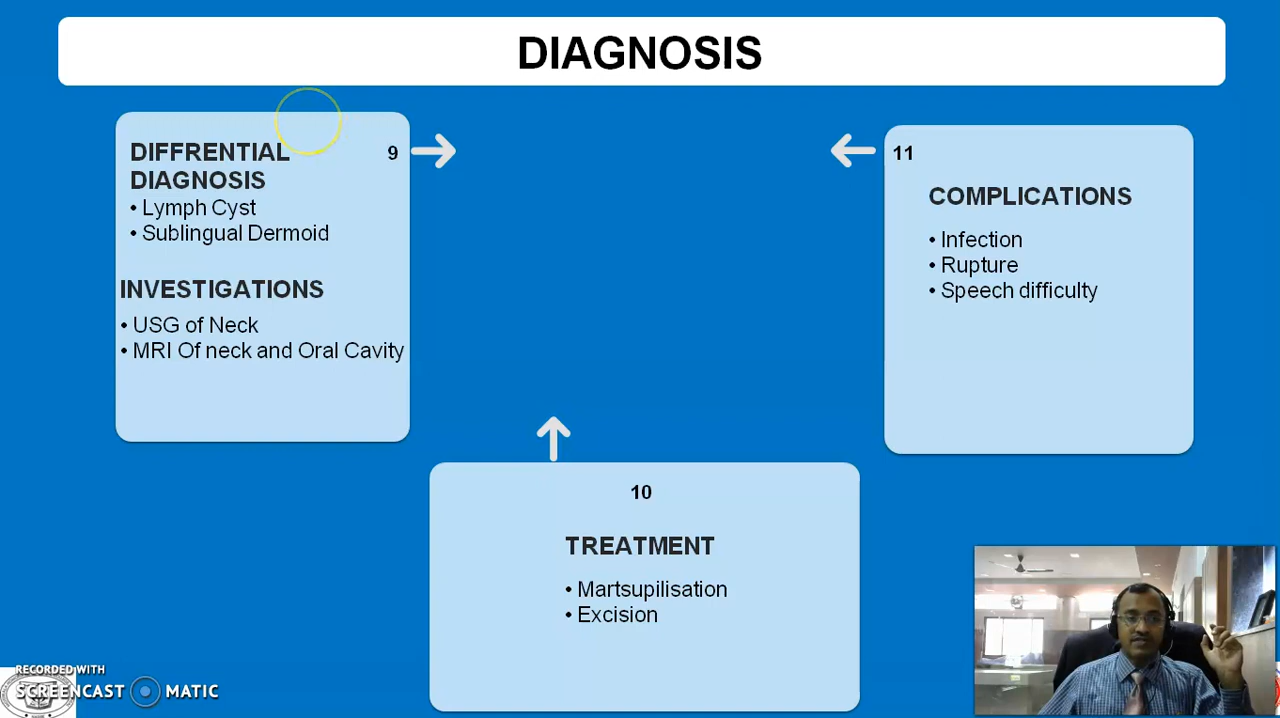 DIAGNOSIS
DIFFRENTIAL 9
DIAGNOSIS
• Lymph Cyst
• Sublingual Dermoid
INVESTIGATIONS
• USG of Neck
• MRI Of neck and Oral Cavity
11
COMPLICATIONS
• Infection
• Rupture
• Speech difficulty
10
TREATMENT
• Martsupilisation
• Excision
RECORDED WITH
SCREENCAST MATIC